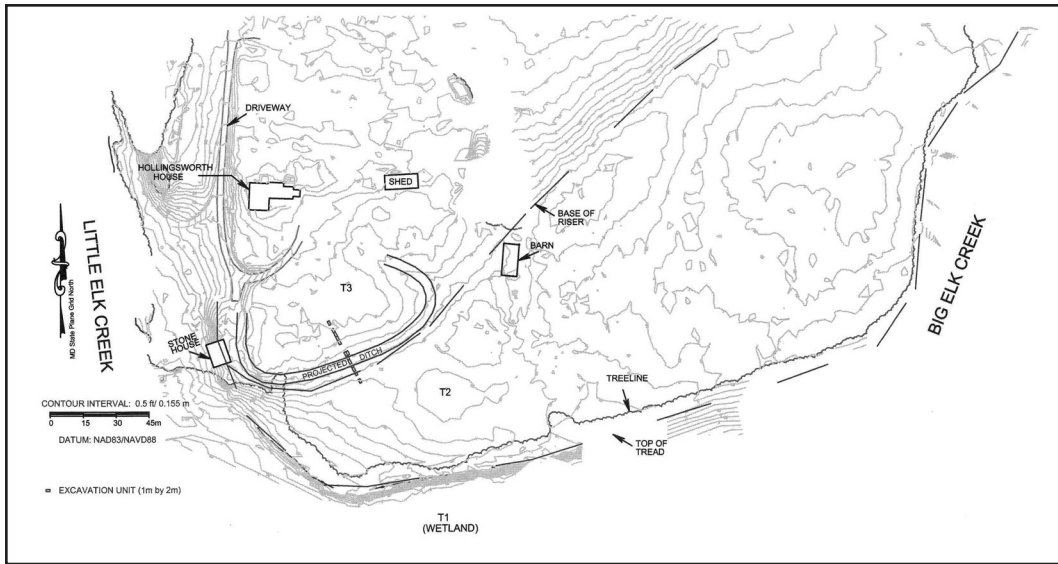 DRIVEWAY
HOLLINGSWORTH
HOUSE
SHED
BASE OF
RISER
BARN
LITTLE ELK CREEK
BIG ELK CREEK
MD State Plane Grid North
T3
STONE
HOUSE
PROJECTED DITCH
T2
TREELINE
TOP OF
TREAD
CONTOUR INTERVAL: 0.5 ft/ 0.155 m
0 15 45m
DATUM: NAD83/NAVD88
EXCAVATION UNIT (1m by 2m)
T1
(WETLAND)